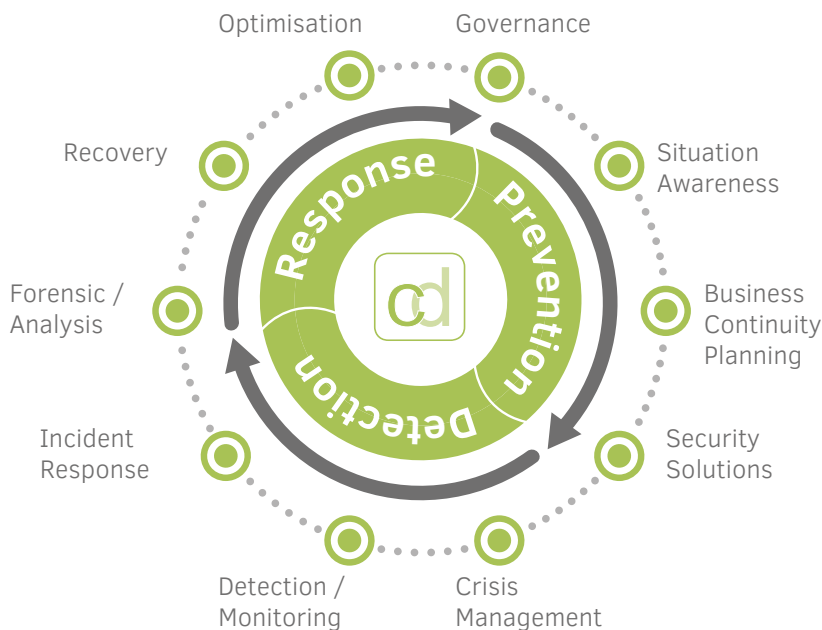 Optimisation
Governance
Recovery
Situation
Awareness
Forensic /
Analysis
Business
Continuity
Planning
Incident
Response
Security
Solutions
Detection /
Monitoring
Crisis
Management
Response
Prevention
Detection
cd